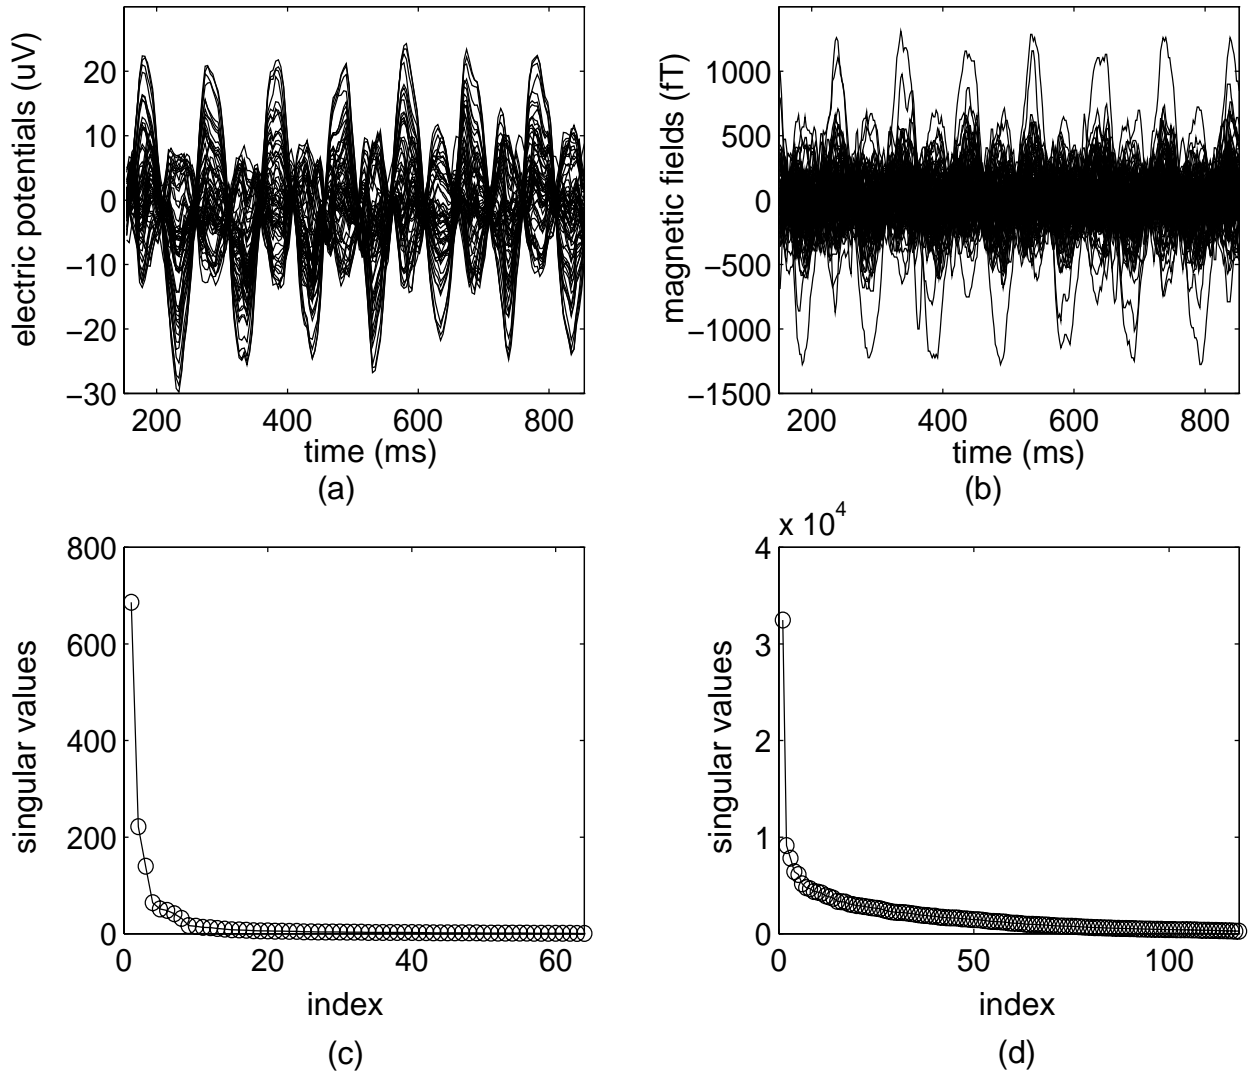 electric potentials (uV)
20
10
0
−10
−20
−30
200 400 600 800
time (ms)
(a)
magnetic fields (fT)
1000
500
0
−500
−1000
−1500
200 400 600 800
time (ms)
(b)
singular values
800
600
400
200
0
0 20 40 60
index
(c)
x 10^4
singular values
4
3
2
1
0
0 50 100
index
(d)